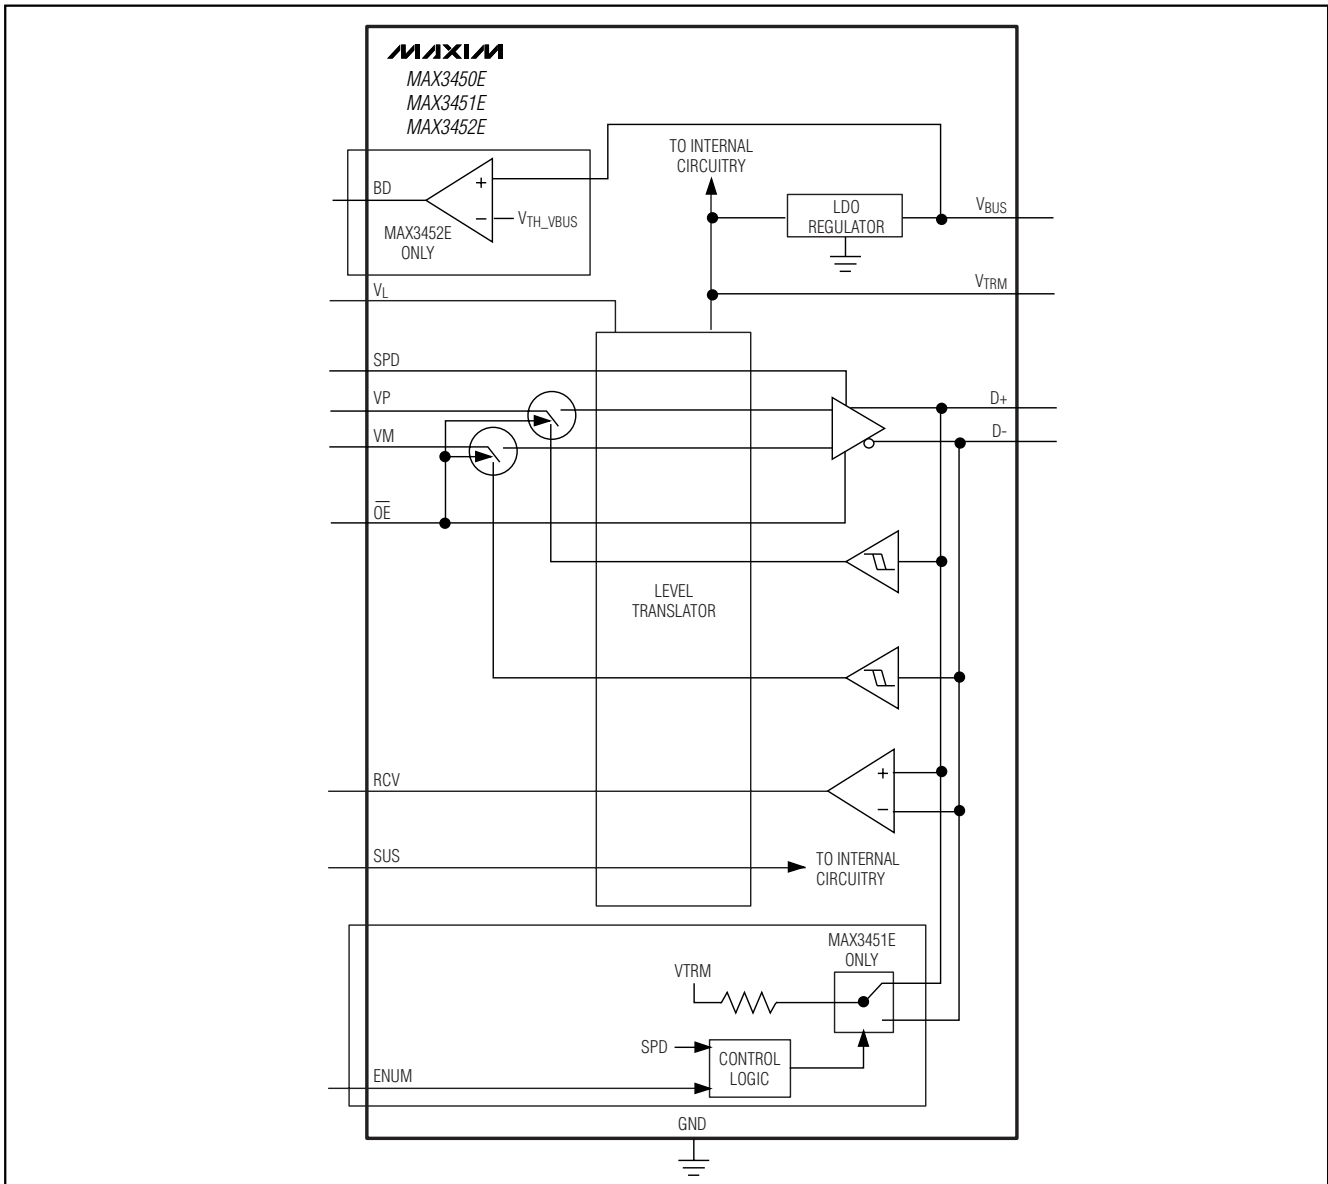 MAXIM
MAX3450E
MAX3451E
MAX3452E
TO INTERNAL
CIRCUITRY
BD
+
−
VTH_VBUS
MAX3452E
ONLY
LDO
REGULATOR
VBUS
VTRM
VL
SPD
VP
VM
OE
D+
D-
LEVEL
TRANSLATOR
RCV
+
−
SUS
TO INTERNAL
CIRCUITRY
MAX3451E
ONLY
VTRM
SPD
CONTROL
LOGIC
ENUM
GND